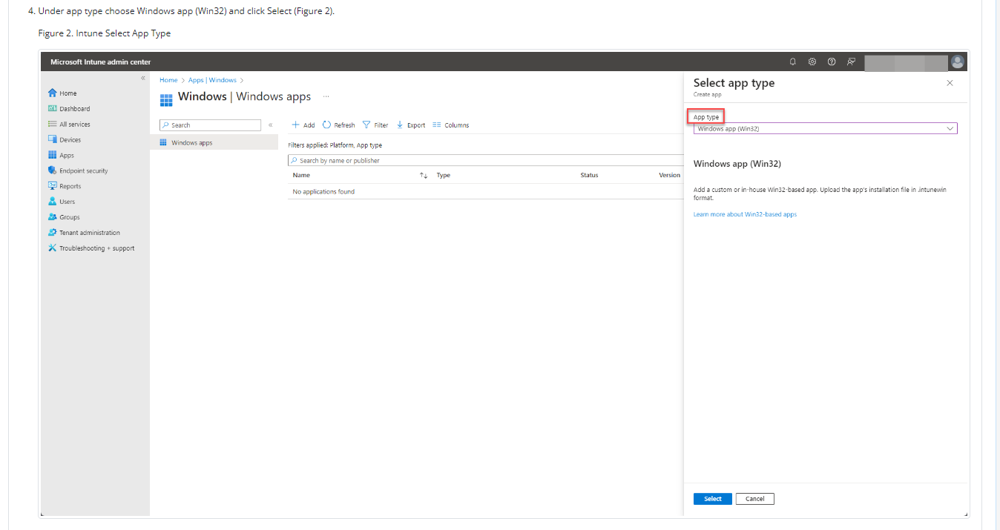 4. Under app type choose Windows app (Win32) and click Select (Figure 2).
Figure 2. Intune Select App Type
Microsoft Intune admin center
«
Home
Dashboard
All services
Devices
Apps
Endpoint security
Reports
Users
Groups
Tenant administration
Troubleshooting + support
Home > Apps | Windows >
Windows | Windows apps ...
Search «
Windows apps
Add Refresh Filter Export Columns
Filters applied: Platform, App type
Search by name or publisher
Name ↑↓ Type Status Version
No applications found
Select app type
Create app
App type
Windows app (Win32)
Windows app (Win32)
Add a custom or in-house Win32-based app. Upload the app's installation file in .intunewin
format.
Learn more about Win32-based apps
Select Cancel